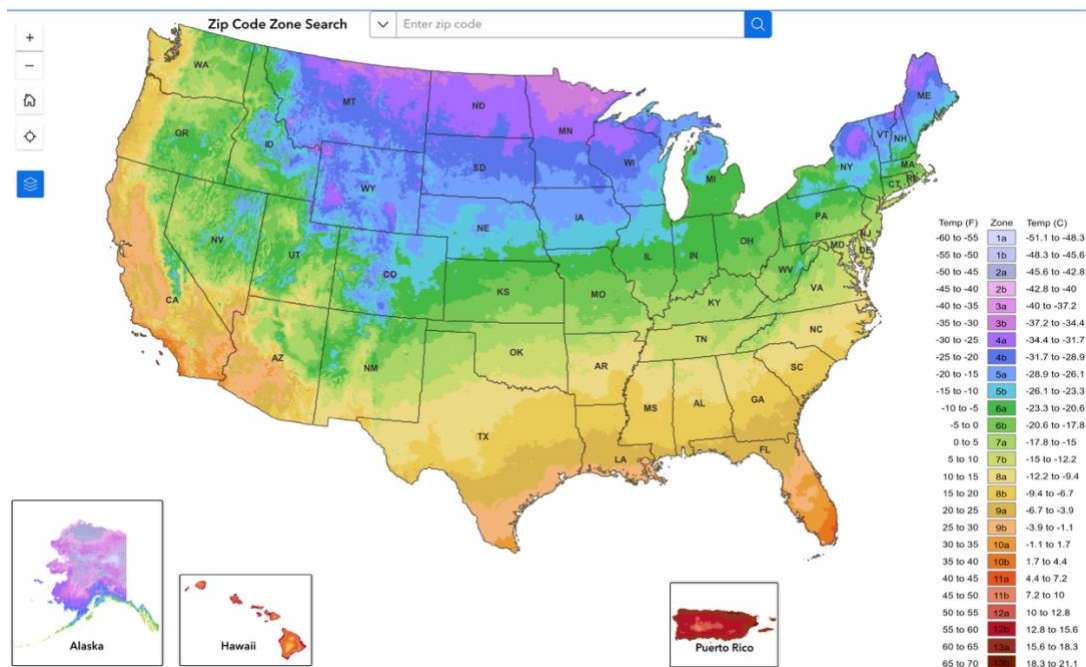 Zip Code Zone Search
Enter zip code
+
−
WA
OR
ID
MT
ND
MN
SD
WY
WI
MI
ME
VT
NH
NY
MA
CT
NV
UT
CO
NE
IA
IL
IN
OH
PA
NJ
MD
DE
WV
VA
CA
AZ
NM
KS
MO
KY
OK
AR
TN
NC
SC
TX
LA
MS
AL
GA
FL
Temp (F) Zone Temp (C)
-60 to -55 1a -51.1 to -48.3
-55 to -50 1b -48.3 to -45.6
-50 to -45 2a -45.6 to -42.8
-45 to -40 2b -42.8 to -40
-40 to -35 3a -40 to -37.2
-35 to -30 3b -37.2 to -34.4
-30 to -25 4a -34.4 to -31.7
-25 to -20 4b -31.7 to -28.9
-20 to -15 5a -28.9 to -26.1
-15 to -10 5b -26.1 to -23.3
-10 to -5 6a -23.3 to -20.6
-5 to 0 6b -20.6 to -17.8
0 to 5 7a -17.8 to -15
5 to 10 7b -15 to -12.2
10 to 15 8a -12.2 to -9.4
15 to 20 8b -9.4 to -6.7
20 to 25 9a -6.7 to -3.9
25 to 30 9b -3.9 to -1.1
30 to 35 10a -1.1 to 1.7
35 to 40 10b 1.7 to 4.4
40 to 45 11a 4.4 to 7.2
45 to 50 11b 7.2 to 10
50 to 55 12a 10 to 12.8
55 to 60 12b 12.8 to 15.6
60 to 65 13a 15.6 to 18.3
65 to 70 13b 18.3 to 21.1
Alaska
Hawaii
Puerto Rico